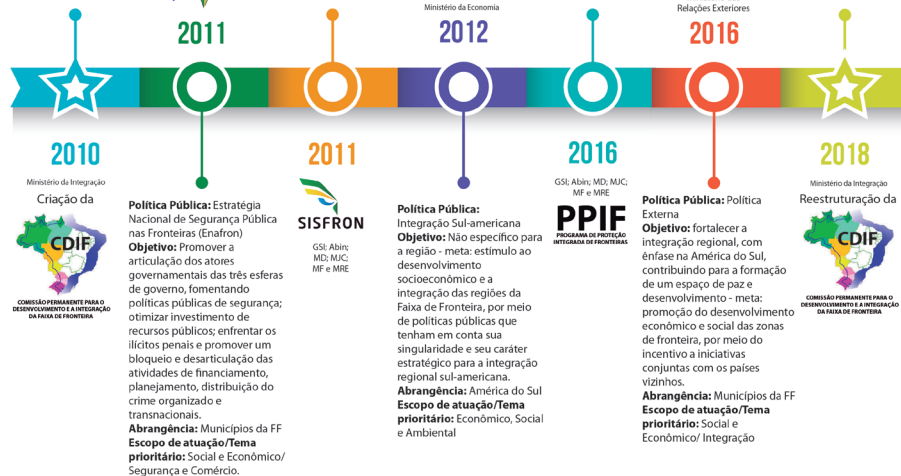 Ministério da Economia
Relações Exteriores
2011
2012
2016
2010
Ministério da Integração
Criação da
CDIF
COMISSÃO PERMANENTE PARA O
DESENVOLVIMENTO E A INTEGRAÇÃO
DA FAIXA DE FRONTEIRA
Política Pública: Estratégia
Nacional de Segurança Pública
nas Fronteiras (Enafron)
Objetivo: Promover a
articulação dos atores
governamentais das três esferas
de governo, fomentando
políticas públicas de segurança;
otimizar investimento de
recursos públicos; enfrentar os
ilícitos penais e promover um
bloqueio e desarticulação das
atividades de financiamento,
planejamento, distribuição do
crime organizado e
transnacionais.
Abrangência: Municípios da FF
Escopo de atuação/Tema
prioritário: Social e Econômico/
Segurança e Comércio.
2011
SISFRON
GSI; Abin;
MD; MJC;
MF e MRE
Política Pública:
Integração Sul-americana
Objetivo: Não específico para
a região - meta: estímulo ao
desenvolvimento
socioeconômico e a
integração das regiões da
Faixa de Fronteira, por meio
de políticas públicas que
tenham em conta sua
singularidade e seu caráter
estratégico para a integração
regional sul-americana.
Abrangência: América do Sul
Escopo de atuação/Tema
prioritário: Econômico, Social
e Ambiental
2016
GSI; Abin; MD; MJC;
MF e MRE
PPIF
PROGRAMA DE PROTEÇÃO
INTEGRADA DE FRONTEIRAS
Política Pública: Política
Externa
Objetivo: fortalecer a
integração regional, com
ênfase na América do Sul,
contribuindo para a formação
de um espaço de paz e
desenvolvimento - meta:
promoção do desenvolvimento
econômico e social das zonas
de fronteira, por meio do
incentivo a iniciativas
conjuntas com os países
vizinhos.
Abrangência: Municípios da FF
Escopo de atuação/Tema
prioritário: Social e
Econômico/ Integração
2018
Ministério da Integração
Reestruturação da
CDIF
COMISSÃO PERMANENTE PARA O
DESENVOLVIMENTO E A INTEGRAÇÃO
DA FAIXA DE FRONTEIRA